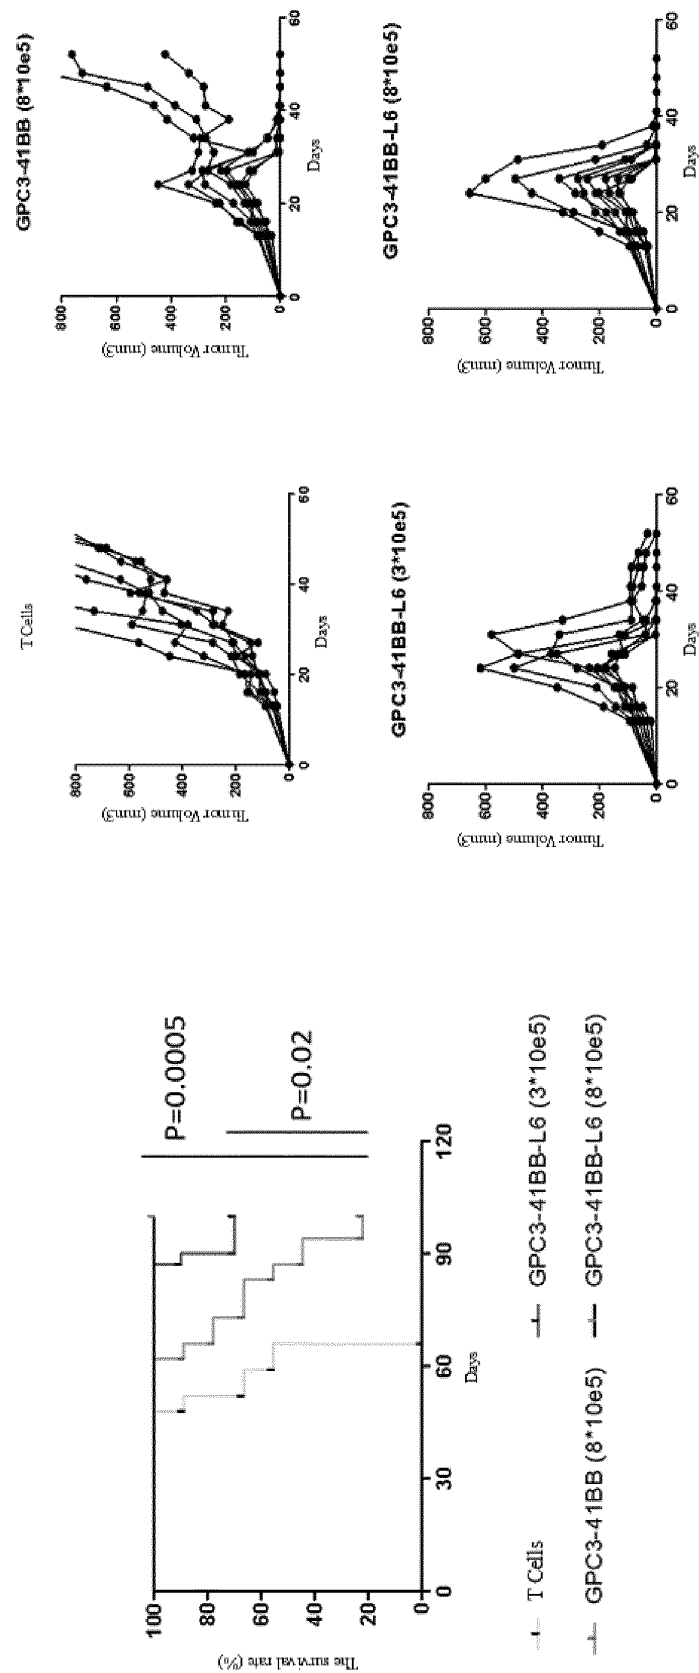 The survival rate (%)
100
80
60
40
20
0
0
30
60
90
120
Days
P=0.0005
P=0.02
T Cells
GPC3-41BB-L6 (3*10e5)
GPC3-41BB (8*10e5)
GPC3-41BB-L6 (8*10e5)
T Cells
Tumor Volume (mm3)
800
600
400
200
0
0
20
40
60
Days
GPC3-41BB (8*10e5)
Tumor Volume (mm3)
800
600
400
200
0
0
20
40
60
Days
GPC3-41BB-L6 (3*10e5)
Tumor Volume (mm3)
800
600
400
200
0
0
20
40
60
Days
GPC3-41BB-L6 (8*10e5)
Tumor Volume (mm3)
800
600
400
200
0
0
20
40
60
Days